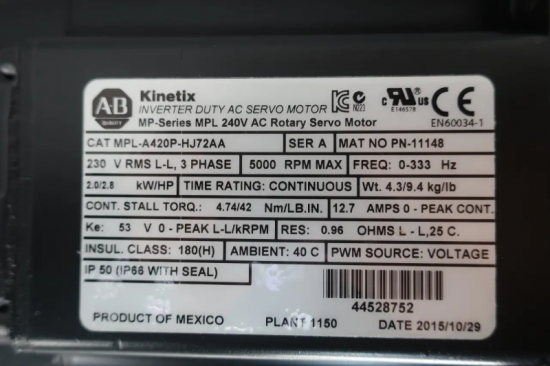 AB
QUALITY
Kinetix
INVERTER DUTY AC SERVO MOTOR
MP-Series MPL 240V AC Rotary Servo Motor
N223
E146578
EN60034-1
CAT MPL-A420P-HJ72AA SER A MAT NO PN-11148
230 V RMS L-L, 3 PHASE 5000 RPM MAX FREQ: 0-333 Hz
2.0/2.8 kW/HP TIME RATING: CONTINUOUS Wt. 4.3/9.4 kg/lb
CONT. STALL TORQ.: 4.74/42 Nm/LB.IN. 12.7 AMPS 0 - PEAK CONT.
Ke: 53 V 0 - PEAK L-L/kRPM RES: 0.96 OHMS L - L,25 C.
INSUL. CLASS: 180(H) AMBIENT: 40 C PWM SOURCE: VOLTAGE
IP 50 (IP66 WITH SEAL)
44528752
PRODUCT OF MEXICO PLANT 1150 DATE 2015/10/29